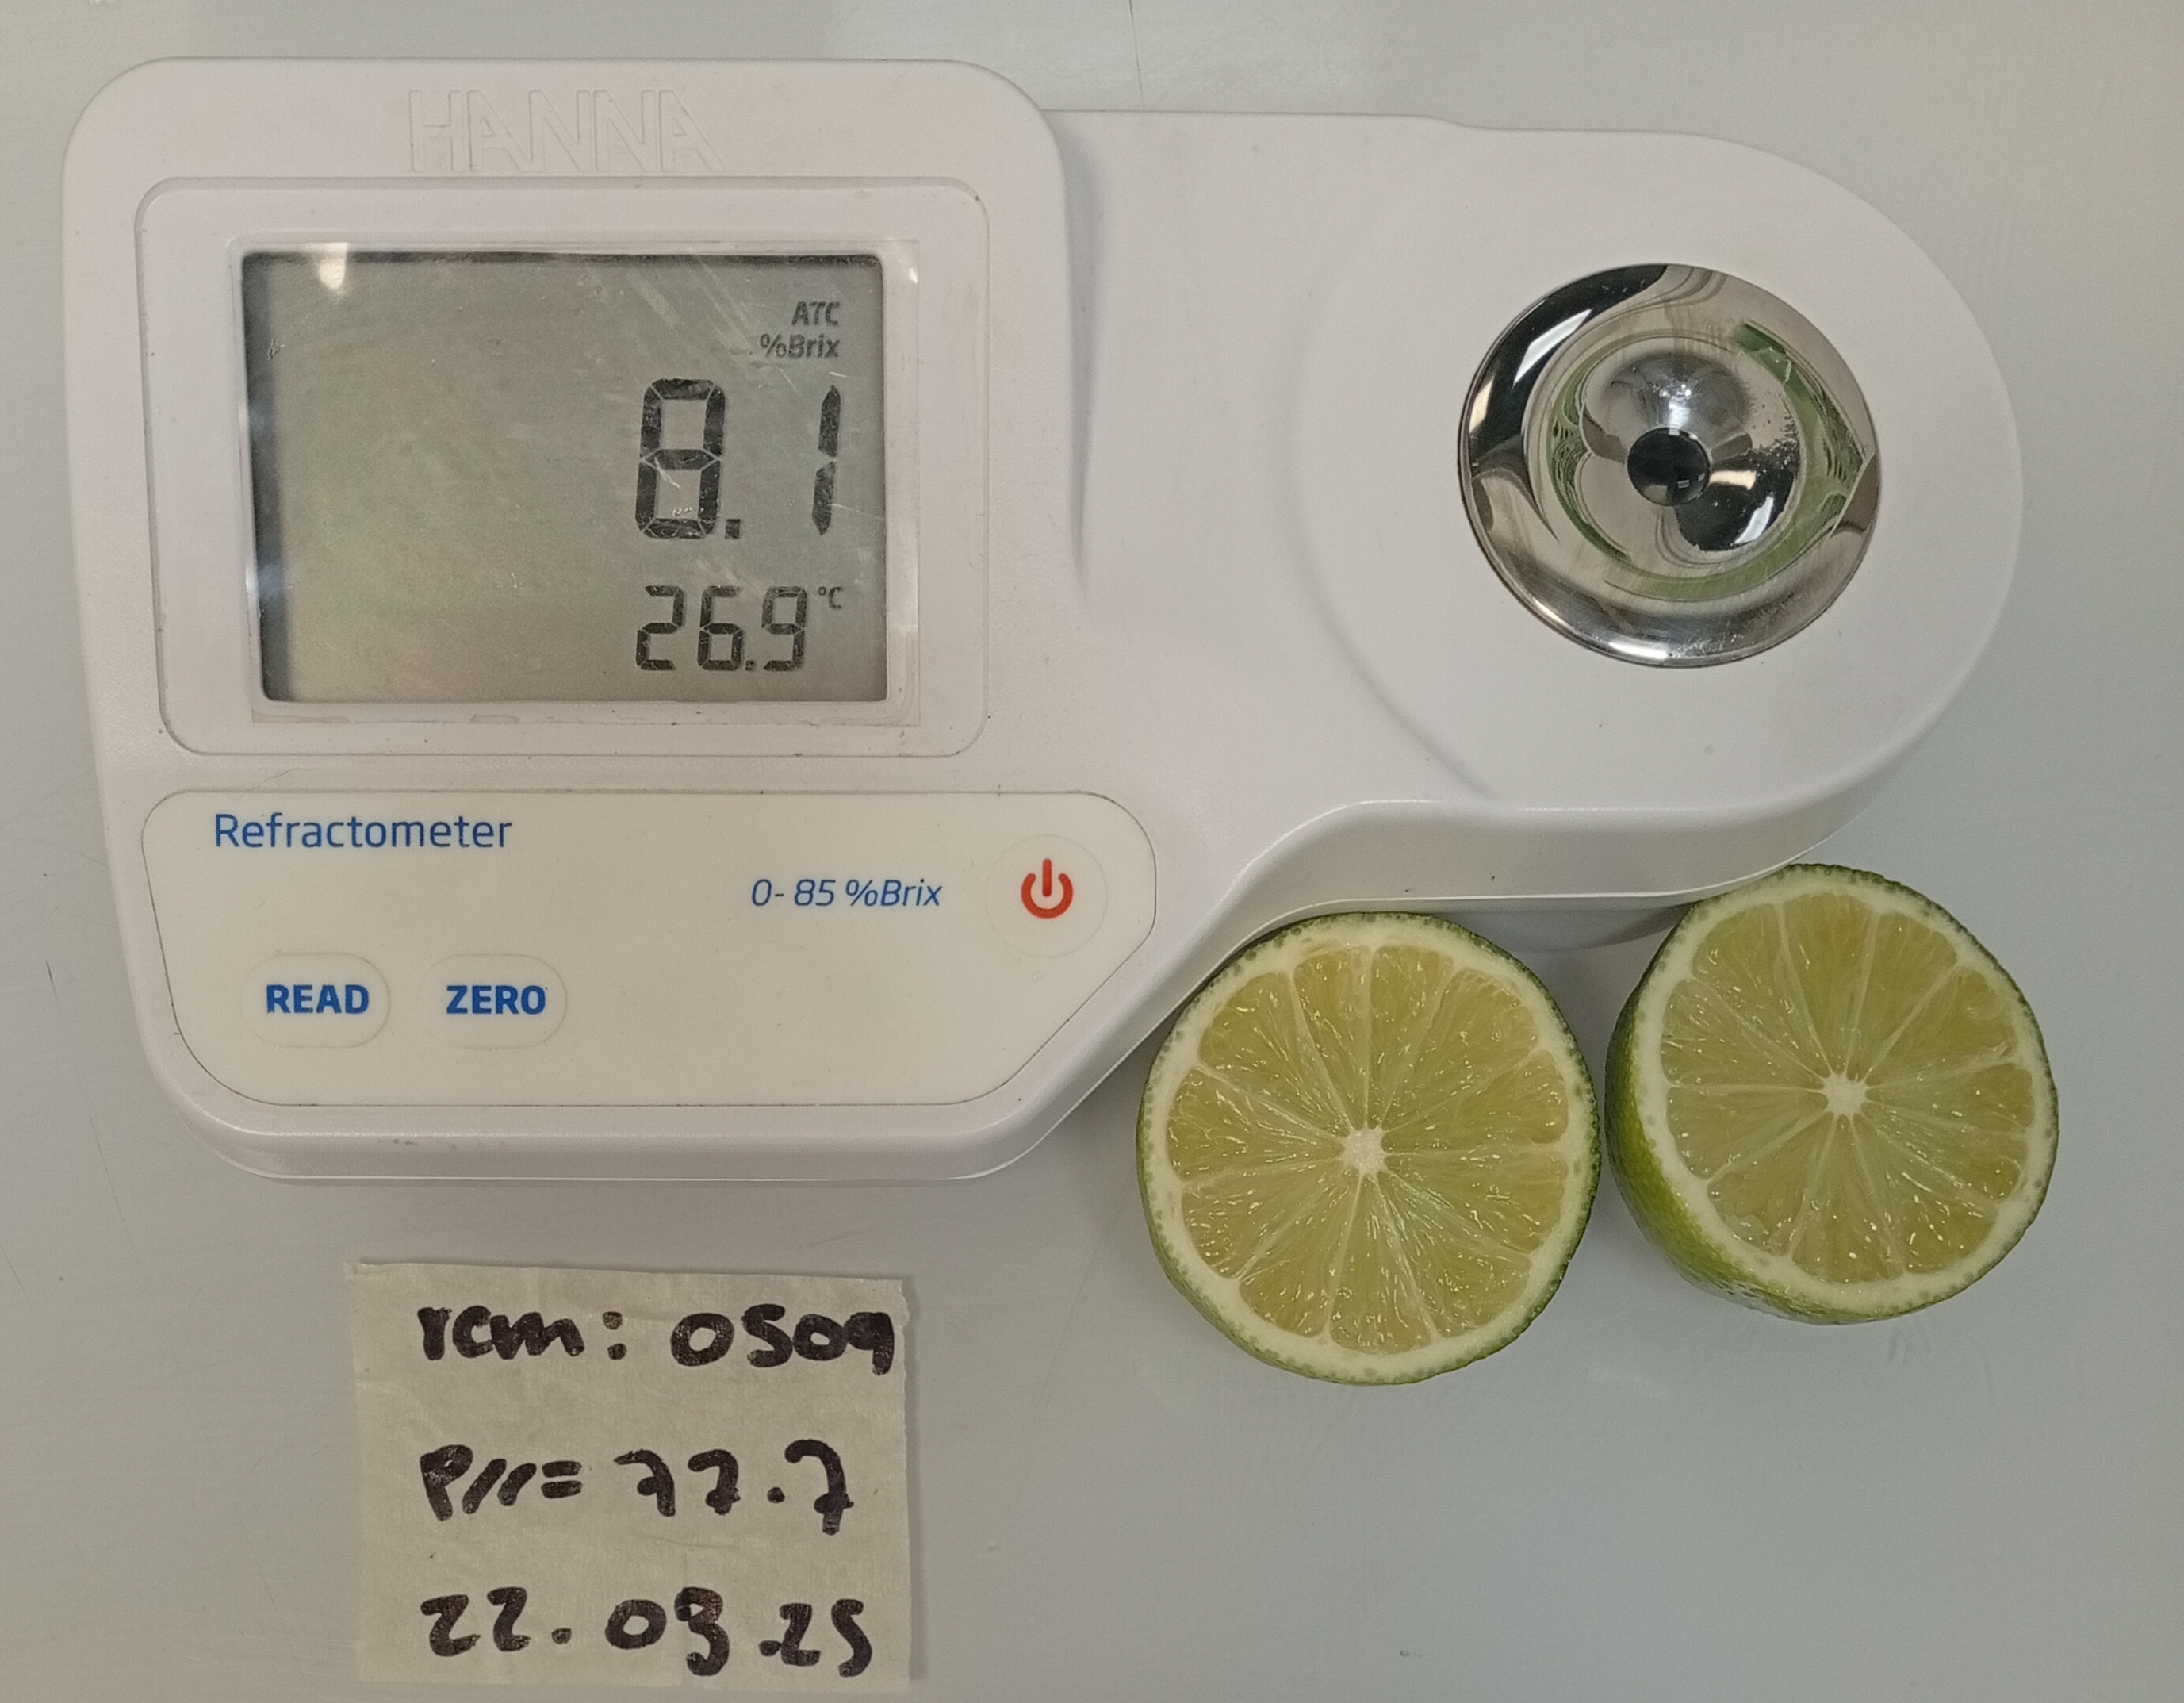 HANNA
ATC
%Brix
8.1
26.9 °C
Refractometer
0-85 %Brix
READ
ZERO
rcm: 0509
77.7
22.09.25